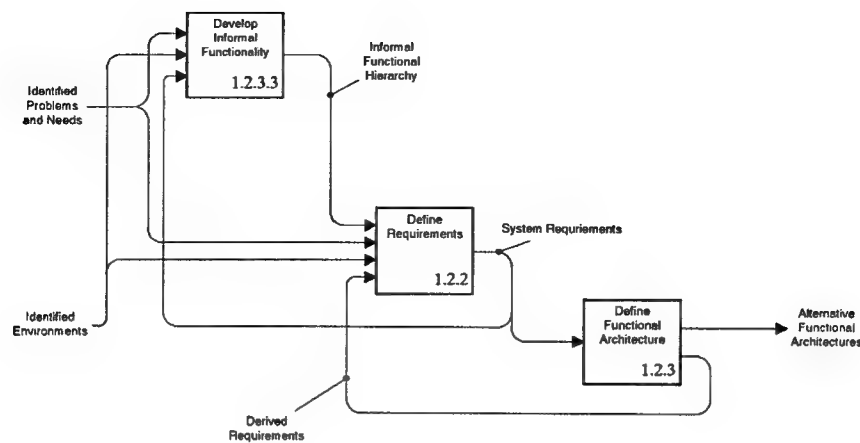 Develop
Informal
Functionality
1.2.3.3
Informal
Functional
Hierarchy
Identified
Problems
and Needs
Define
Requirements
1.2.2
System Requriements
Identified
Environments
Define
Functional
Architecture
1.2.3
Alternative
Functional
Architectures
Derived
Requirements